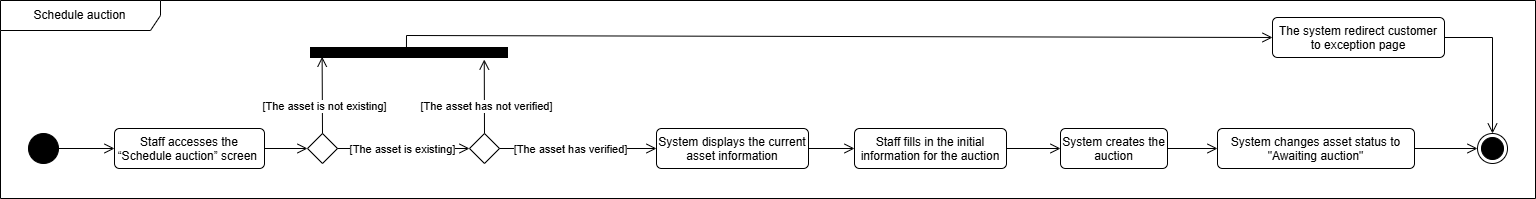 Schedule auction
The system redirect customer
to exception page
[The asset is not existing]
[The asset has not verified]
Staff accesses the
“Schedule auction” screen
[The asset is existing]
[The asset has verified]
System displays the current
asset information
Staff fills in the initial
information for the auction
System creates the
auction
System changes asset status to
"Awaiting auction"